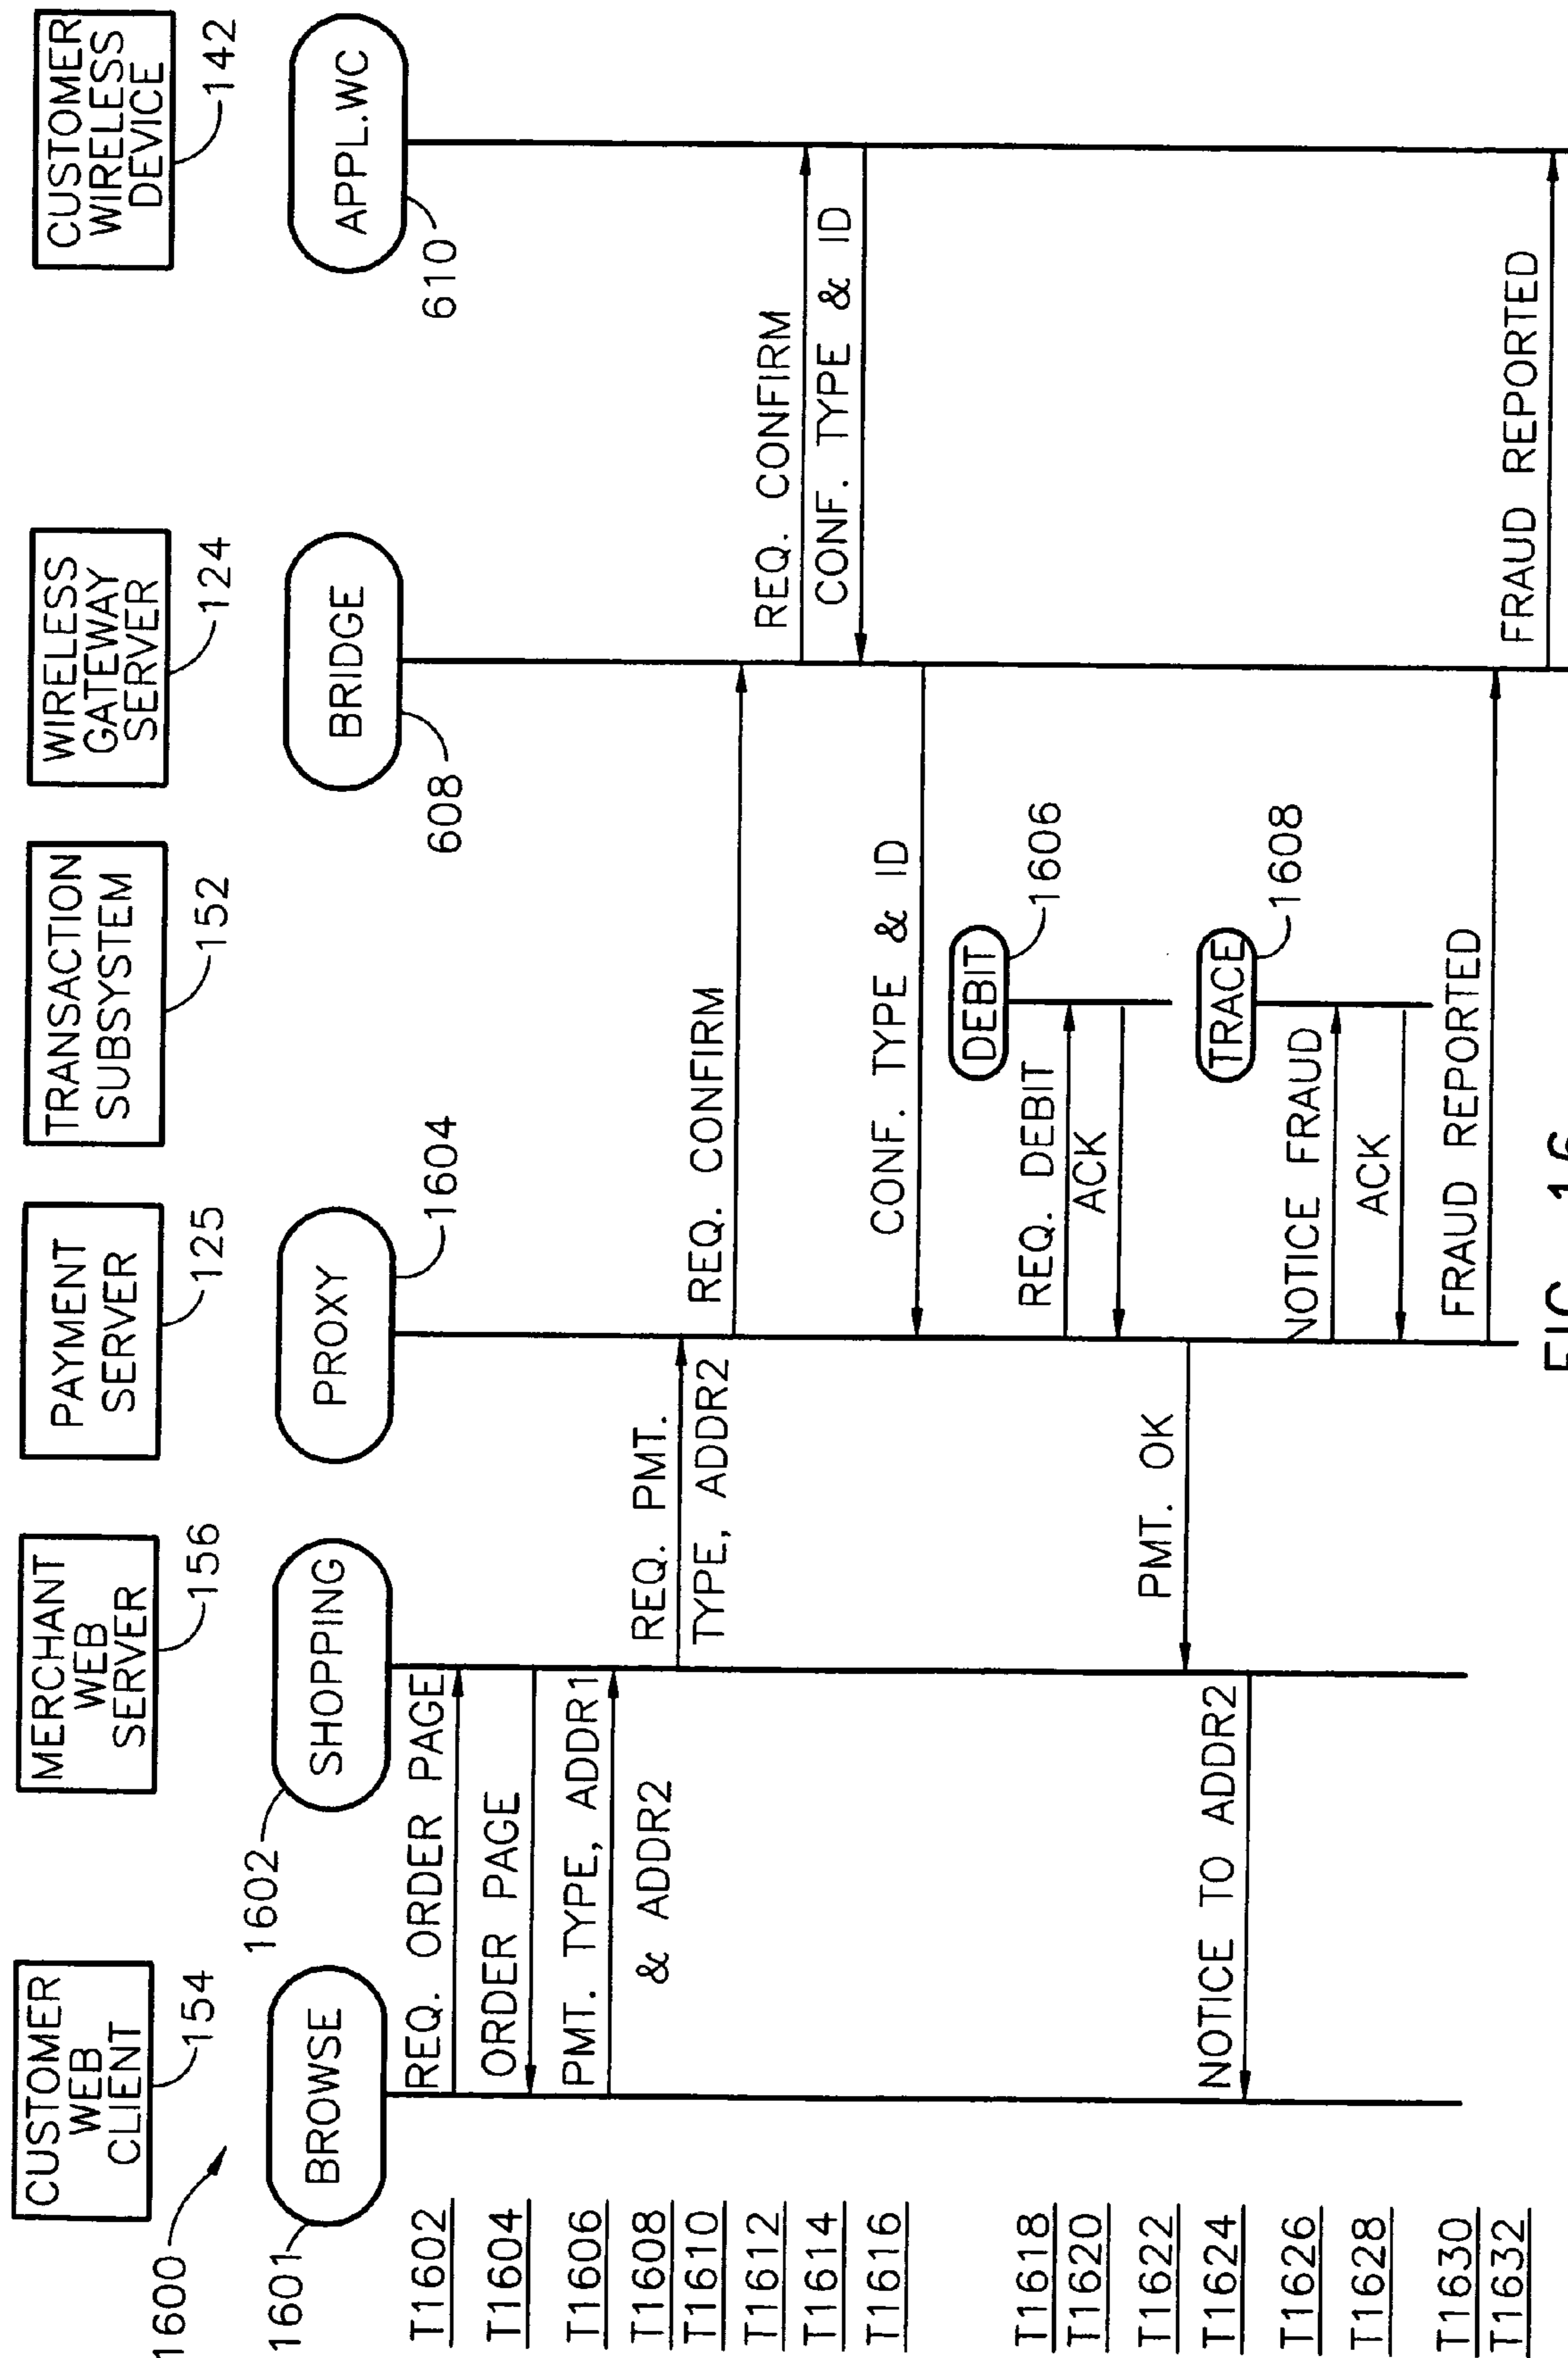 CUSTOMER
WEB
CLIENT
154
MERCHANT
WEB
SERVER
156
PAYMENT
SERVER
125
TRANSACTION
SUBSYSTEM
152
WIRELESS
GATEWAY
SERVER
124
CUSTOMER
WIRELESS
DEVICE
142
1600
1601
BROWSE
1602
SHOPPING
PROXY
1604
BRIDGE
608
APPL.WC
610
T1602
REQ. ORDER PAGE
T1604
ORDER PAGE
T1606
PMT. TYPE, ADDR1
& ADDR2
T1608
REQ. PMT.
TYPE, ADDR2
T1610
REQ. CONFIRM
T1612
REQ. CONFIRM
T1614
CONF. TYPE & ID
T1616
CONF. TYPE & ID
DEBIT
1606
T1618
REQ. DEBIT
T1620
ACK
T1622
PMT. OK
T1624
NOTICE TO ADDR2
TRACE
1608
T1626
NOTICE FRAUD
T1628
ACK
T1630
FRAUD REPORTED
T1632
FRAUD REPORTED
FIG. 16